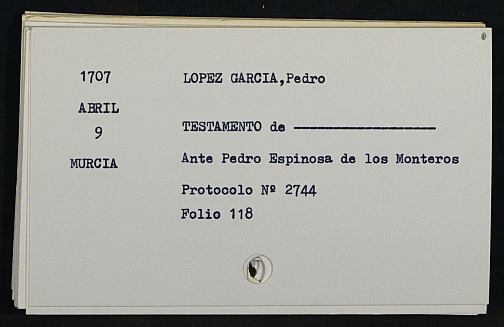 1707 LOPEZ GARCIA,Pedro
ABRIL
9 TESTAMENTO de ------------------
MURCIA Ante Pedro Espinosa de los Monteros
Protocolo Nº 2744
Folio 118